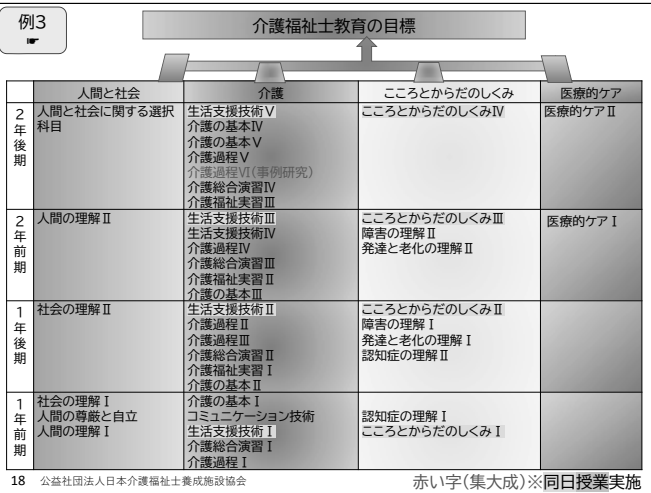 例3
☞
介護福祉士教育の目標
人間と社会 介護 こころとからだのしくみ 医療的ケア
2年後期
人間と社会に関する選択科目
生活支援技術Ⅴ
介護の基本Ⅳ
介護の基本Ⅴ
介護過程Ⅴ
介護過程Ⅵ(事例研究)
介護総合演習Ⅳ
介護福祉実習Ⅲ
こころとからだのしくみⅣ
医療的ケアⅡ
2年前期
人間の理解Ⅱ
生活支援技術Ⅲ
生活支援技術Ⅳ
介護過程Ⅳ
介護総合演習Ⅲ
介護福祉実習Ⅱ
介護の基本Ⅲ
こころとからだのしくみⅢ
障害の理解Ⅱ
発達と老化の理解Ⅱ
医療的ケアⅠ
1年後期
社会の理解Ⅱ
生活支援技術Ⅱ
介護過程Ⅱ
介護過程Ⅲ
介護総合演習Ⅱ
介護福祉実習Ⅰ
介護の基本Ⅱ
こころとからだのしくみⅡ
障害の理解Ⅰ
発達と老化の理解Ⅰ
認知症の理解Ⅱ
1年前期
社会の理解Ⅰ
人間の尊厳と自立
人間の理解Ⅰ
介護の基本Ⅰ
コミュニケーション技術
生活支援技術Ⅰ
介護総合演習Ⅰ
介護過程Ⅰ
認知症の理解Ⅰ
こころとからだのしくみⅠ
18 公益社団法人日本介護福祉士養成施設協会
赤い字(集大成)※同日授業実施